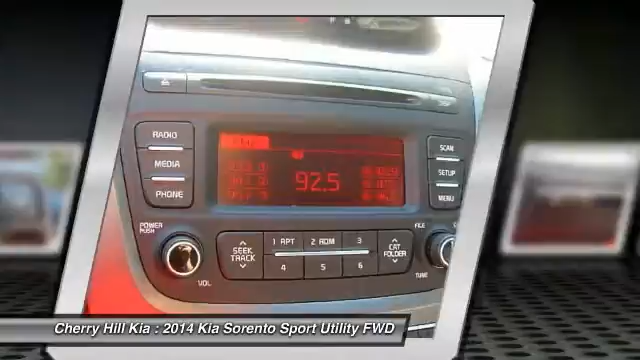 RADIO
MEDIA
PHONE
92.5
SCAN
SETUP
MENU
POWER
PUSH
VOL
SEEK
TRACK
1 RPT
2 RDM
3
4
5
6
CAT
FOLDER
FILE
TUNE
Cherry Hill Kia : 2014 Kia Sorento Sport Utility FWD